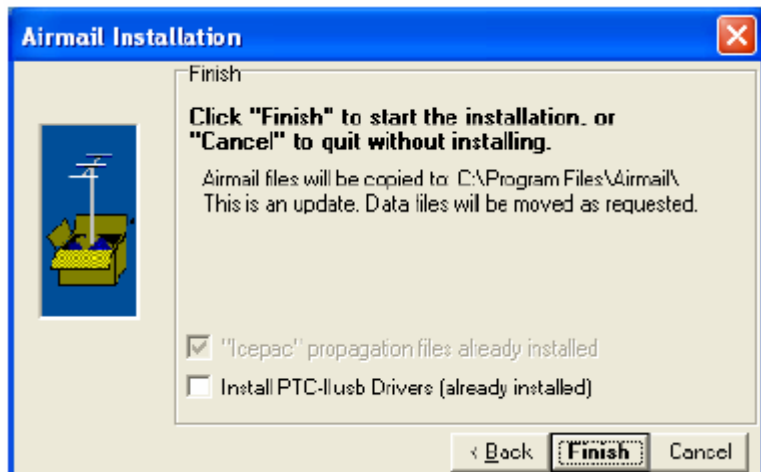 Airmail Installation
Finish
Click "Finish" to start the installation, or
"Cancel" to quit without installing.
Airmail files will be copied to: C:\Program Files\Airmail\
This is an update. Data files will be moved as requested.
"Icepac" propagation files already installed
Install PTC-IIusb Drivers (already installed)
< Back Finish Cancel